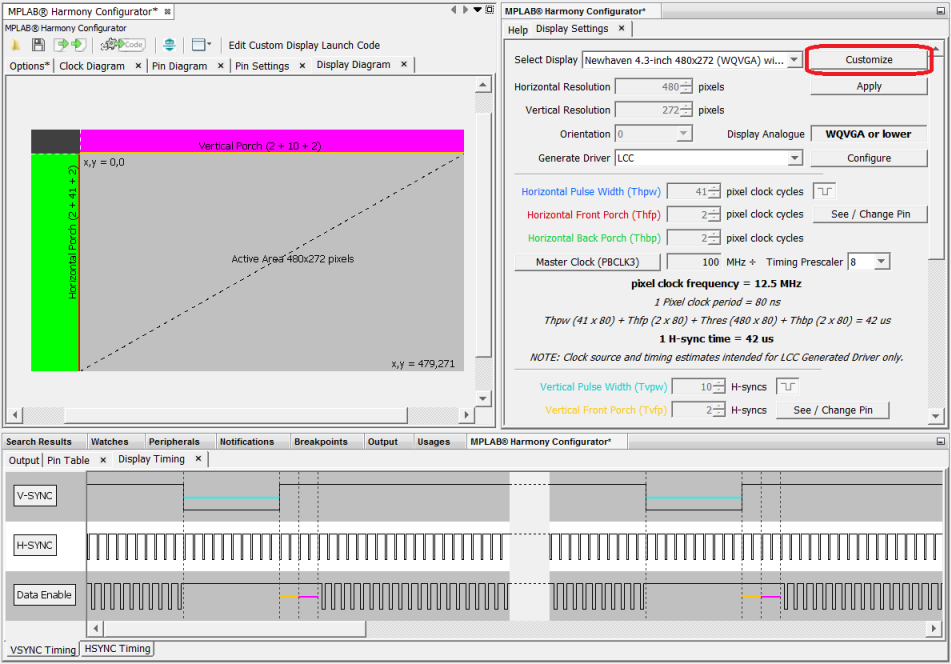 MPLAB® Harmony Configurator*
MPLAB® Harmony Configurator
Code
Edit Custom Display Launch Code
Options*
Clock Diagram
Pin Diagram
Pin Settings
Display Diagram
Vertical Porch (2 + 10 + 2)
x,y = 0,0
Horizontal Porch (2 + 41 + 2)
Active Area 480x272 pixels
x,y = 479,271
MPLAB® Harmony Configurator*
Help
Display Settings
Select Display Newhaven 4.3-inch 480x272 (WQVGA) wi... Customize
Horizontal Resolution 480 pixels Apply
Vertical Resolution 272 pixels
Orientation 0 Display Analogue WQVGA or lower
Generate Driver LCC Configure
Horizontal Pulse Width (Thpw) 41 pixel clock cycles
Horizontal Front Porch (Thfp) 2 pixel clock cycles See / Change Pin
Horizontal Back Porch (Thbp) 2 pixel clock cycles
Master Clock (PBCLK3) 100 MHz ÷ Timing Prescaler 8
pixel clock frequency = 12.5 MHz
1 Pixel clock period = 80 ns
Thpw (41 x 80) + Thfp (2 x 80) + Thres (480 x 80) + Thbp (2 x 80) = 42 us
1 H-sync time = 42 us
NOTE: Clock source and timing estimates intended for LCC Generated Driver only.
Vertical Pulse Width (Tvpw) 10 H-syncs
Vertical Front Porch (Tvfp) 2 H-syncs See / Change Pin
Search Results
Watches
Peripherals
Notifications
Breakpoints
Output
Usages
MPLAB® Harmony Configurator*
Output
Pin Table
Display Timing
V-SYNC
H-SYNC
Data Enable
VSYNC Timing
HSYNC Timing